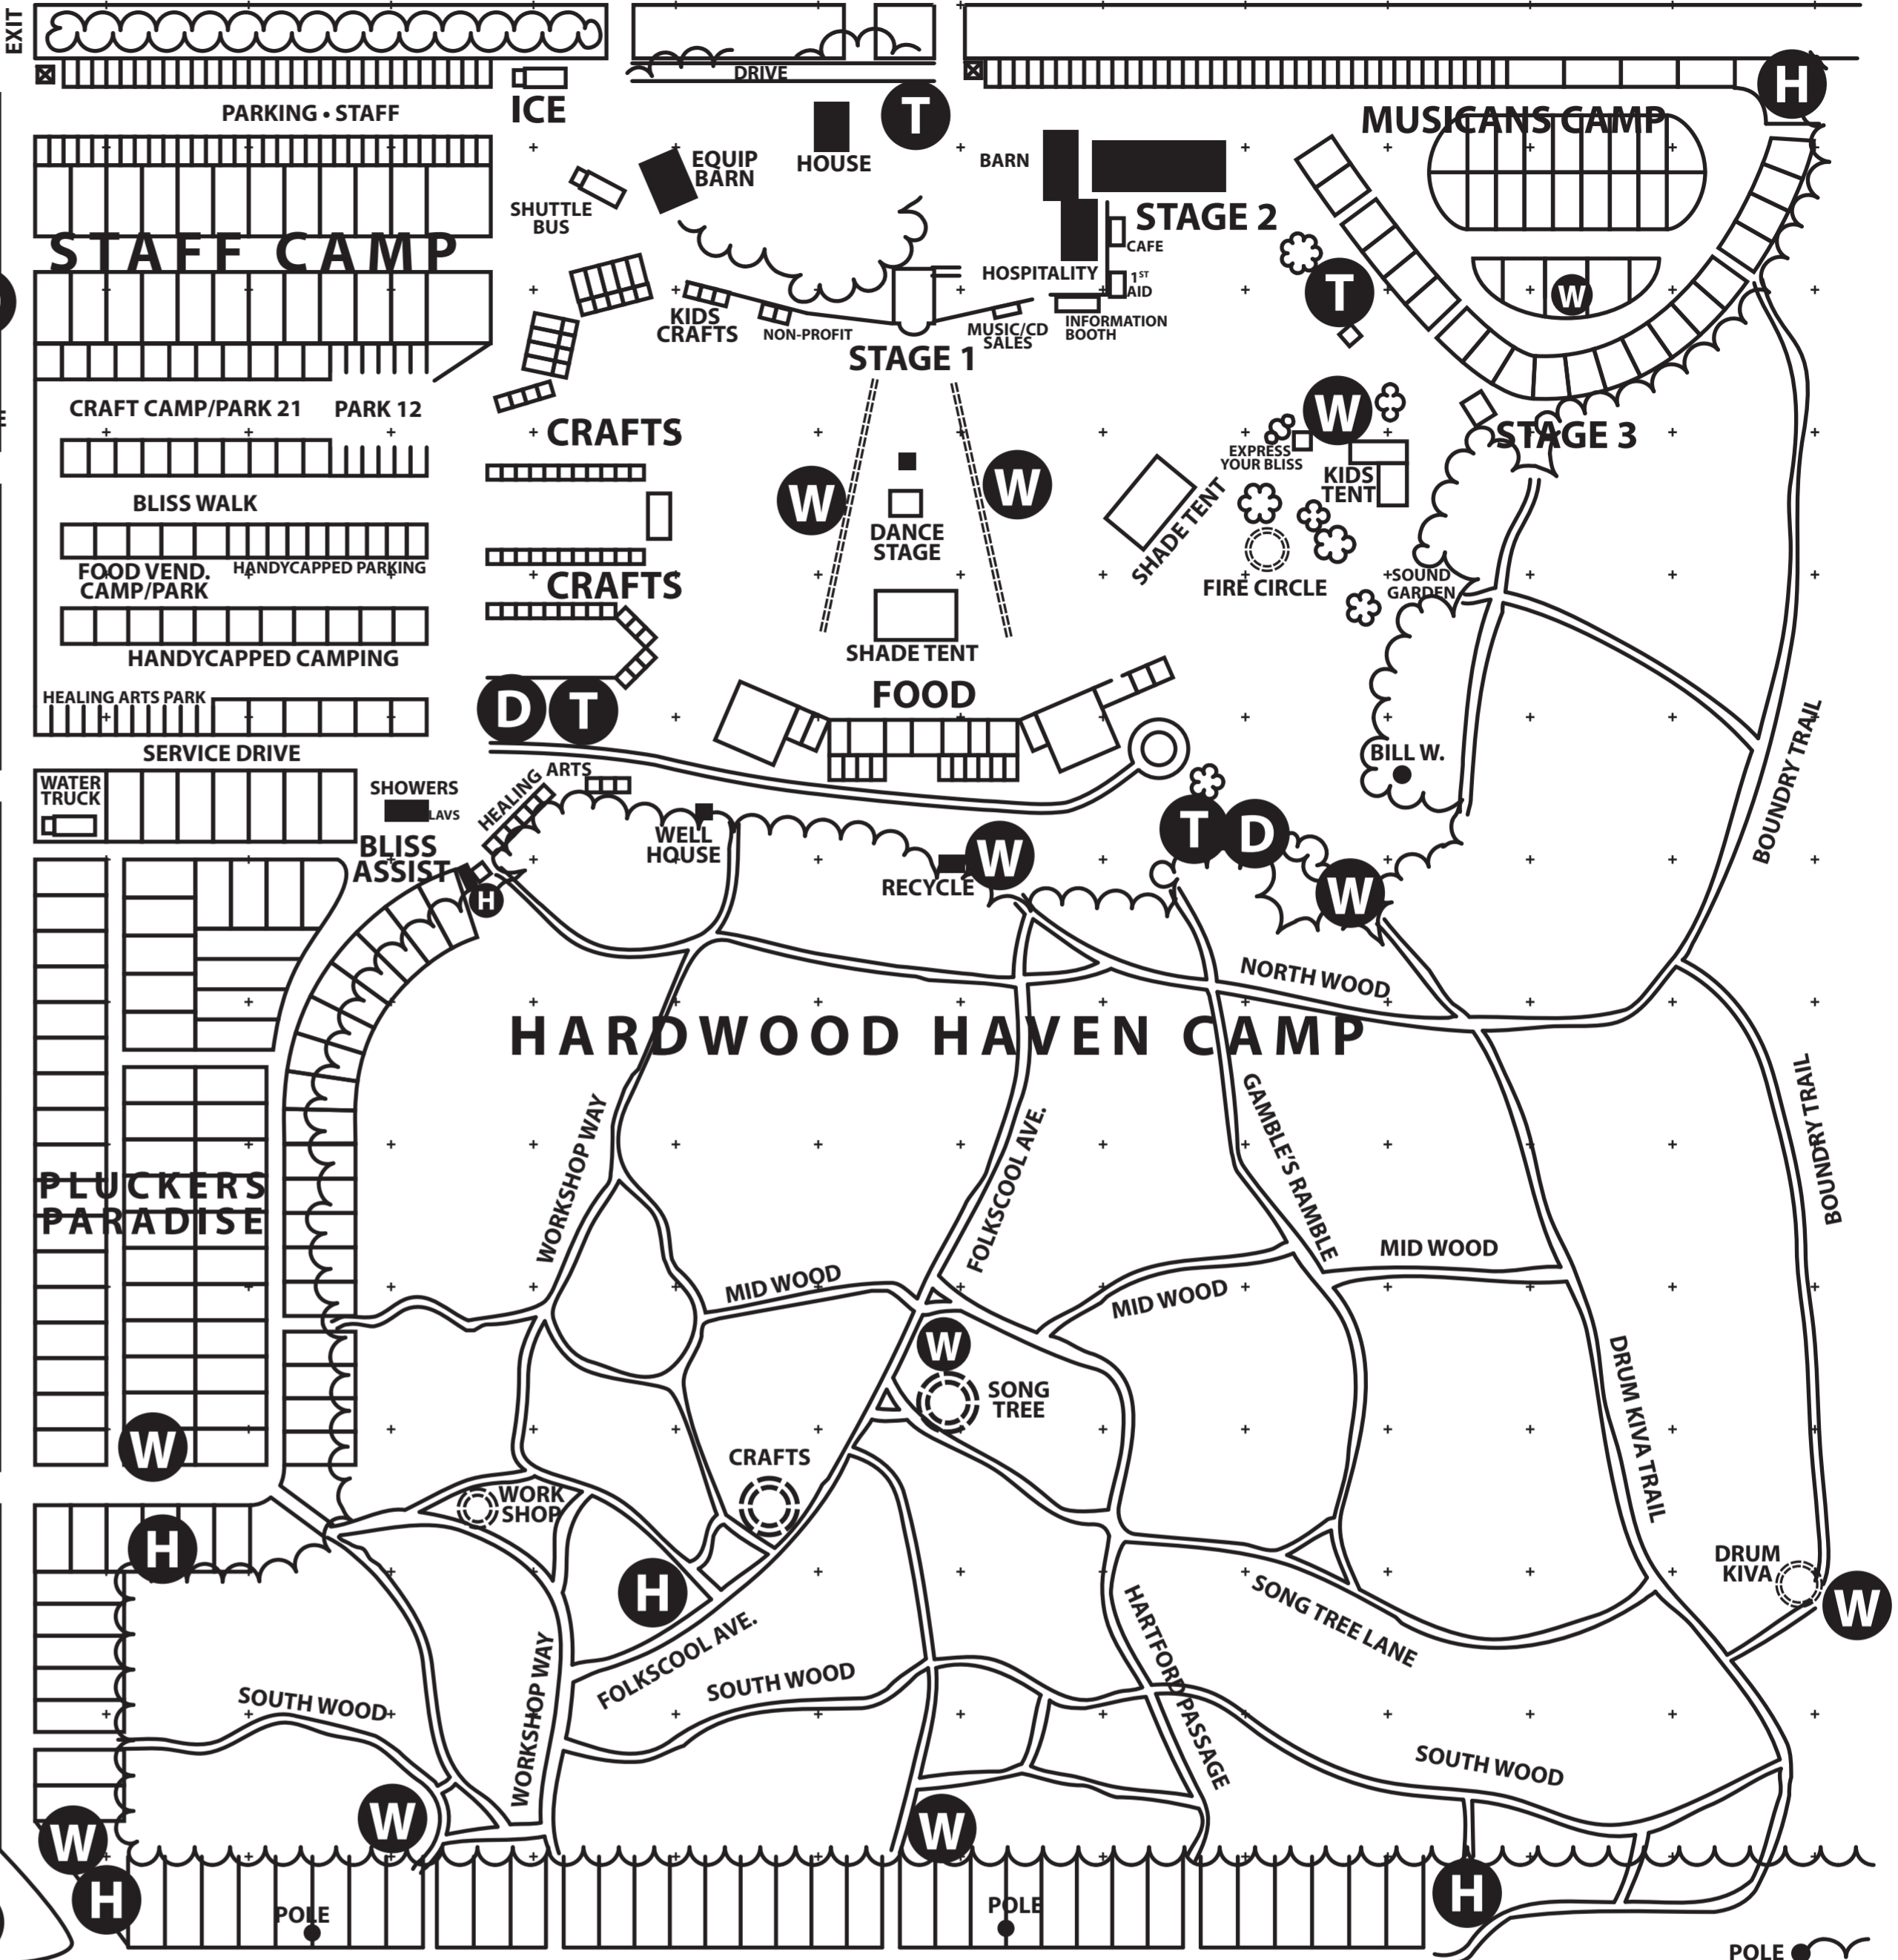 EXIT
DRIVE
PARKING • STAFF
ICE
T
H
MUSICANS CAMP
HOUSE
EQUIP
BARN
BARN
SHUTTLE
BUS
STAGE 2
CAFE
STAFF CAMP
HOSPITALITY
1ST
AID
T
W
KIDS
CRAFTS
NON-PROFIT
MUSIC/CD
SALES
INFORMATION
BOOTH
STAGE 1
CRAFT CAMP/PARK 21
PARK 12
CRAFTS
W
STAGE 3
EXPRESS
YOUR BLISS
KIDS
TENT
W
W
BLISS WALK
DANCE
STAGE
SHADE TENT
FOOD VEND.
CAMP/PARK
HANDYCAPPED PARKING
CRAFTS
FIRE CIRCLE
SOUND
GARDEN
HANDYCAPPED CAMPING
SHADE TENT
HEALING ARTS PARK
D
T
FOOD
BOUNDRY TRAIL
SERVICE DRIVE
BILL W.
WATER
TRUCK
SHOWERS
LAVS
HEALING ARTS
BLISS
ASSIST
WELL
HOUSE
T
D
W
RECYCLE
H
W
NORTH WOOD
HARDWOOD HAVEN CAMP
WORKSHOP WAY
FOLKSCOOL AVE.
GAMBLE'S RAMBLE
BOUNDRY TRAIL
PLUCKERS
PARADISE
MID WOOD
MID WOOD
MID WOOD
W
SONG
TREE
DRUM KIVA TRAIL
W
CRAFTS
WORK
SHOP
H
H
DRUM
KIVA
W
HARTFORD PASSAGE
SONG TREE LANE
WORKSHOP WAY
FOLKSCOOL AVE.
SOUTH WOOD
SOUTH WOOD
SOUTH WOOD
W
W
W
H
H
POLE
POLE
POLE